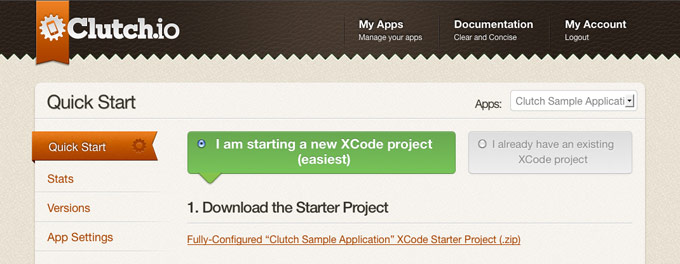 Clutch.io
My Apps
Manage your apps
Documentation
Clear and Concise
My Account
Logout
Quick Start
Apps:
Clutch Sample Applicati
Quick Start
Stats
Versions
App Settings
I am starting a new XCode project
(easiest)
I already have an existing
XCode project
1. Download the Starter Project
Fully-Configured “Clutch Sample Application” XCode Starter Project (.zip)